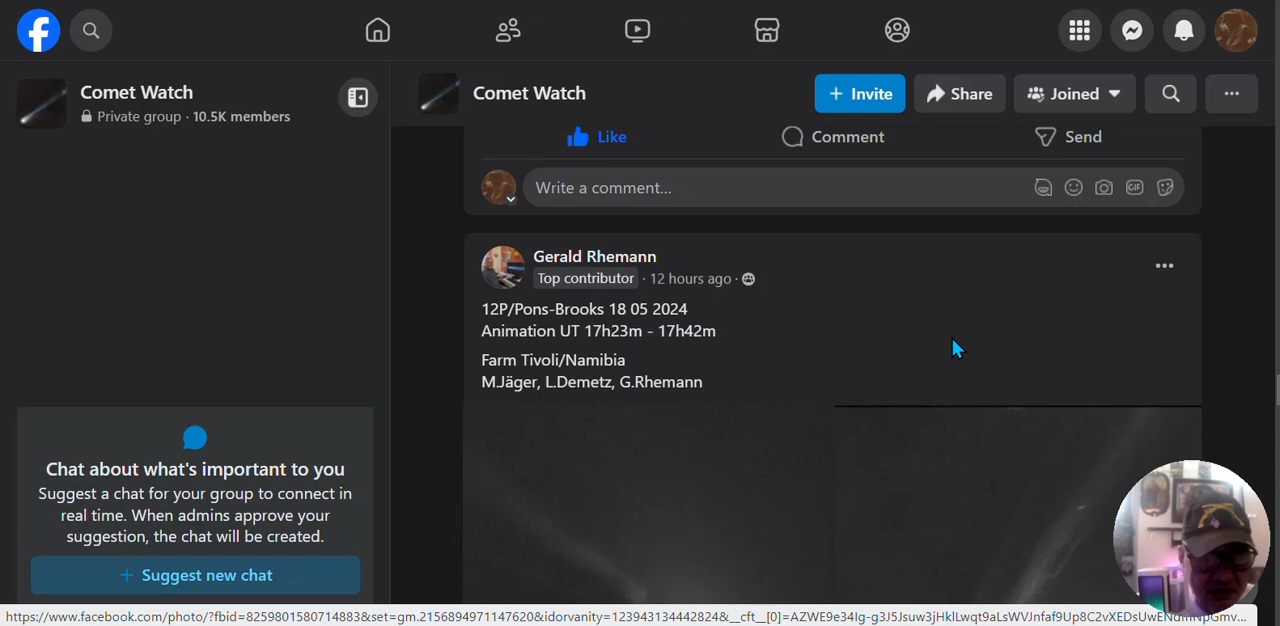 Comet Watch
Private group · 10.5K members
Comet Watch
+ Invite
Share
Joined
Like
Comment
Send
Write a comment...
GIF
Gerald Rhemann
Top contributor · 12 hours ago ·
12P/Pons-Brooks 18 05 2024
Animation UT 17h23m - 17h42m
Farm Tivoli/Namibia
M.Jäger, L.Demetz, G.Rhemann
Chat about what's important to you
Suggest a chat for your group to connect in
real time. When admins approve your
suggestion, the chat will be created.
+ Suggest new chat